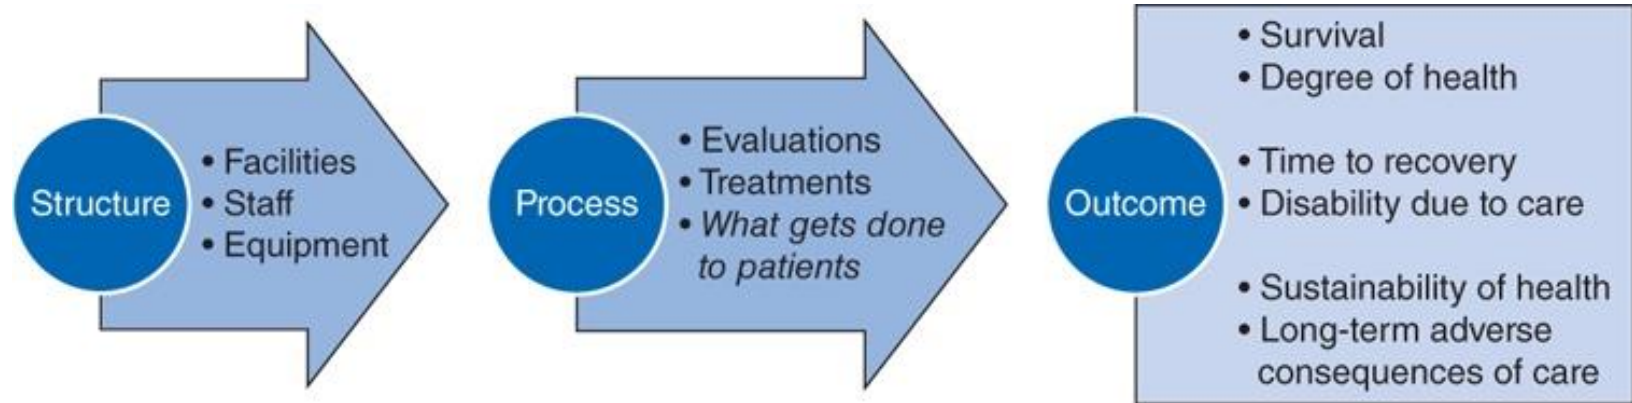 Structure
• Facilities
• Staff
• Equipment
Process
• Evaluations
• Treatments
• What gets done
to patients
Outcome
• Survival
• Degree of health
• Time to recovery
• Disability due to care
• Sustainability of health
• Long-term adverse
consequences of care